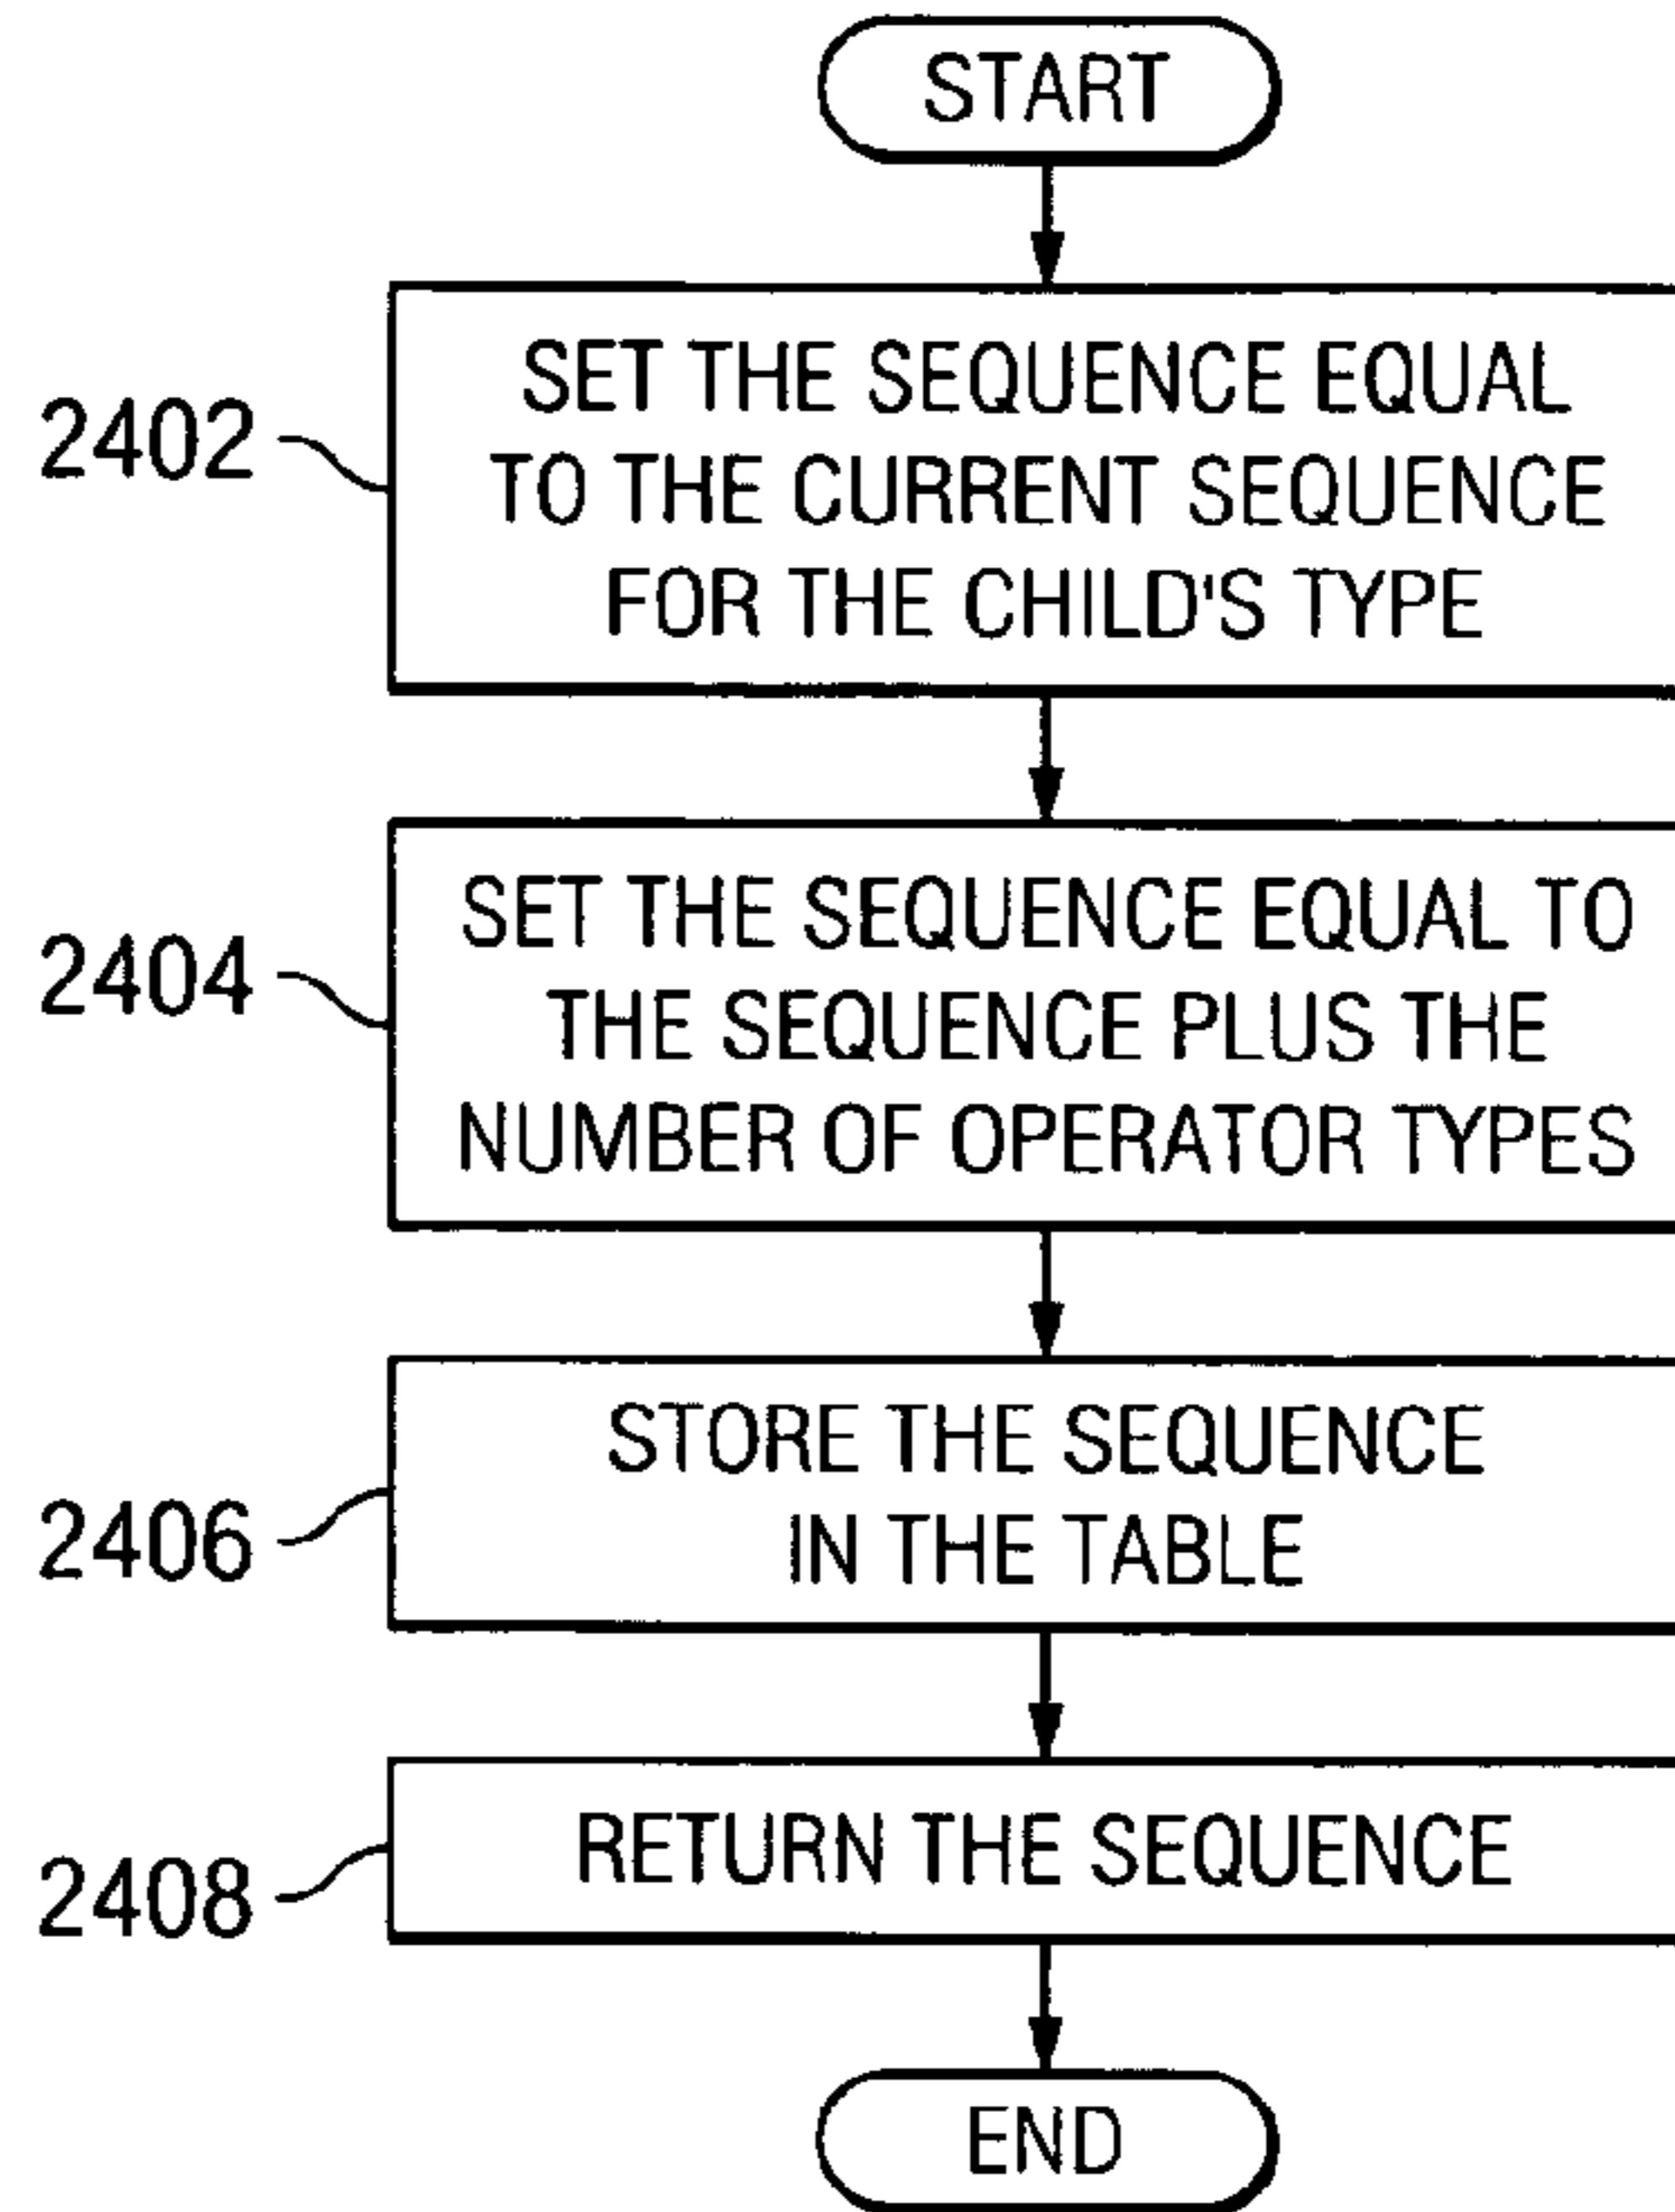 START
2402
SET THE SEQUENCE EQUAL
TO THE CURRENT SEQUENCE
FOR THE CHILD'S TYPE
2404
SET THE SEQUENCE EQUAL TO
THE SEQUENCE PLUS THE
NUMBER OF OPERATOR TYPES
2406
STORE THE SEQUENCE
IN THE TABLE
2408
RETURN THE SEQUENCE
END